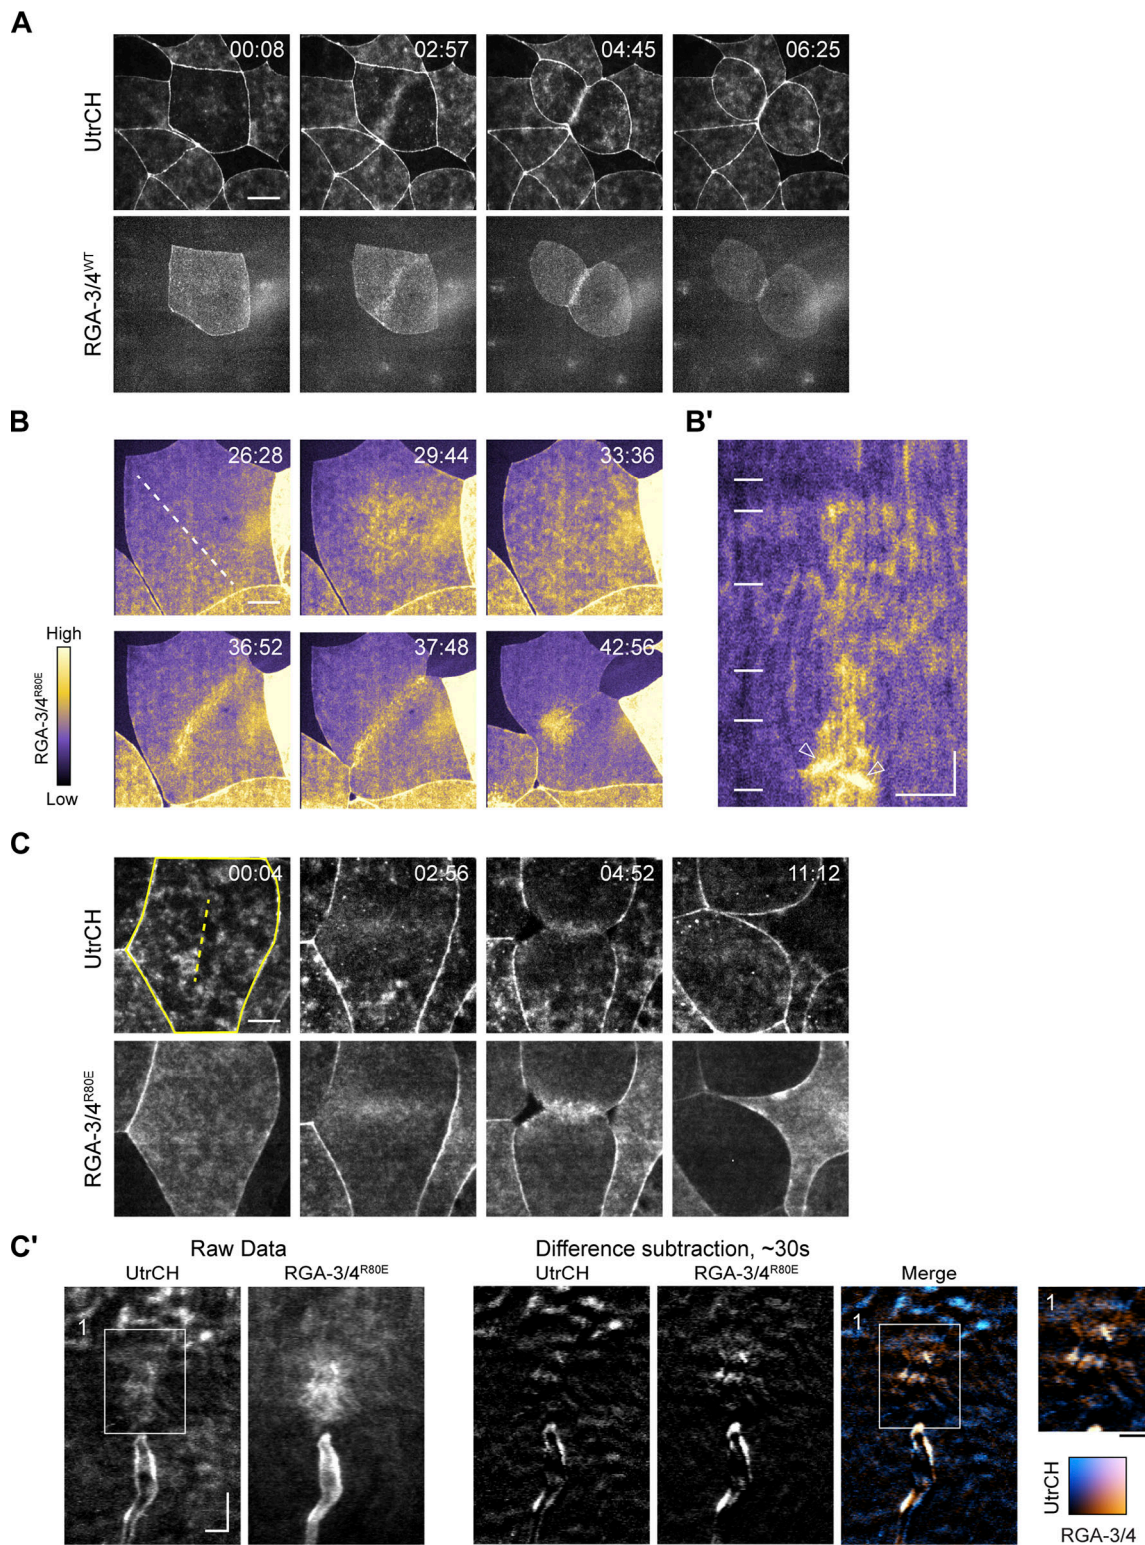 A
00:08 02:57 04:45 06:25
UtrCH
RGA-3/4WT
B
B'
26:28 29:44 33:36
36:52 37:48 42:56
High
RGA-3/4R80E
Low
C
00:04 02:56 04:52 11:12
UtrCH
RGA-3/4R80E
C'
Raw Data
Difference subtraction, ~30s
UtrCH RGA-3/4R80E UtrCH RGA-3/4R80E Merge
1 1 1
UtrCH
RGA-3/4